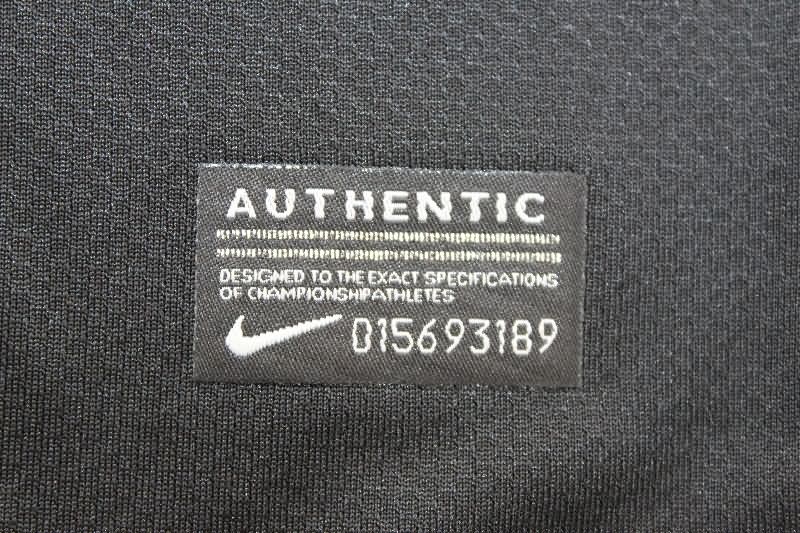 AUTHENTIC
DESIGNED TO THE EXACT SPECIFICATIONS
OF CHAMPIONSHIPATHLETES
015693189